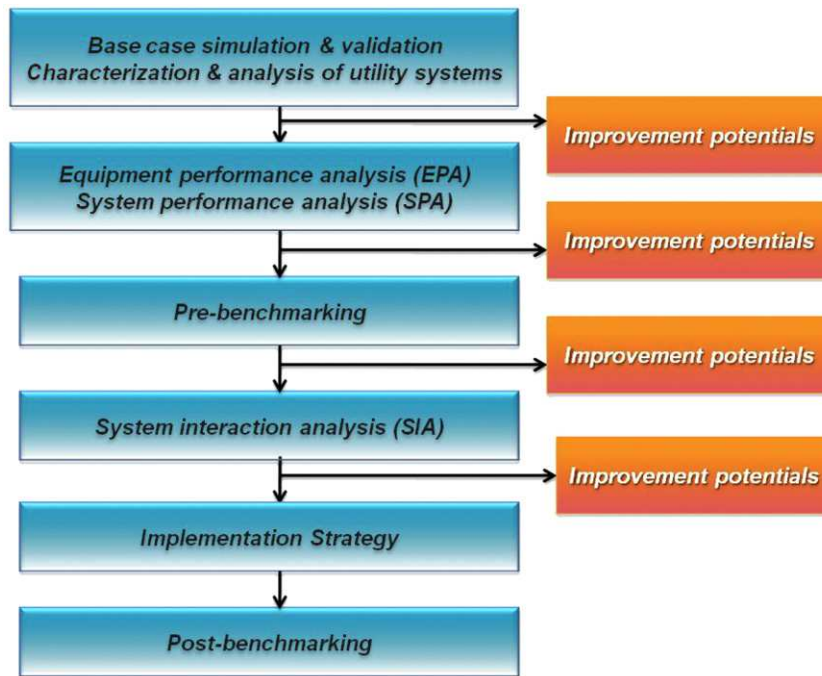 Base case simulation & validation
Characterization & analysis of utility systems
Improvement potentials
Equipment performance analysis (EPA)
System performance analysis (SPA)
Improvement potentials
Pre-benchmarking
Improvement potentials
System interaction analysis (SIA)
Improvement potentials
Implementation Strategy
Post-benchmarking